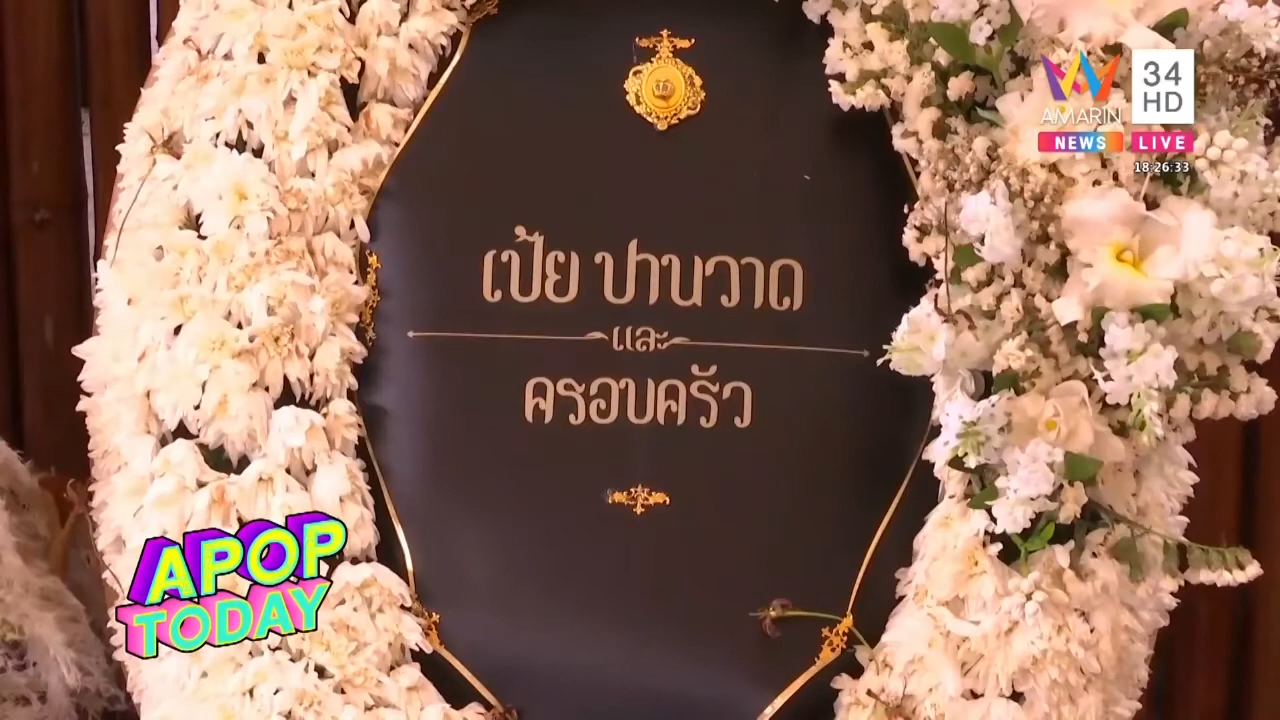 34
HD
AMARIN
NEWS LIVE
18:26:33
เป้ย ปานวาด
และ
ครอบครัว
APOP
TODAY